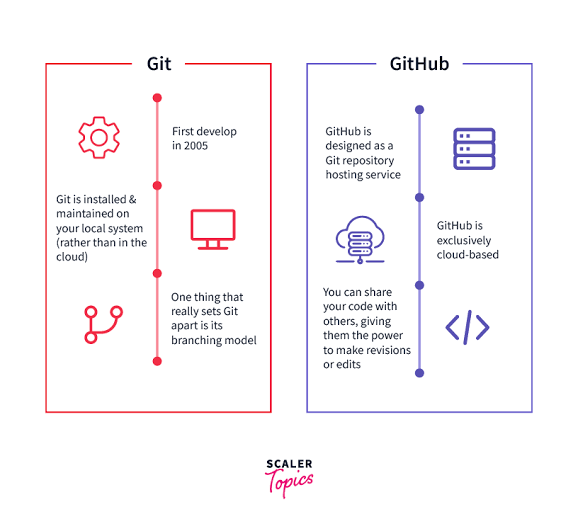 Git
First develop
in 2005
Git is installed &
maintained on
your local system
(rather than in the
cloud)
One thing that
really sets Git
apart is its
branching model
GitHub
GitHub is
designed as a
Git repository
hosting service
GitHub is
exclusively
cloud-based
You can share
your code with
others, giving
them the power
to make revisions
or edits
SCALER
Topics